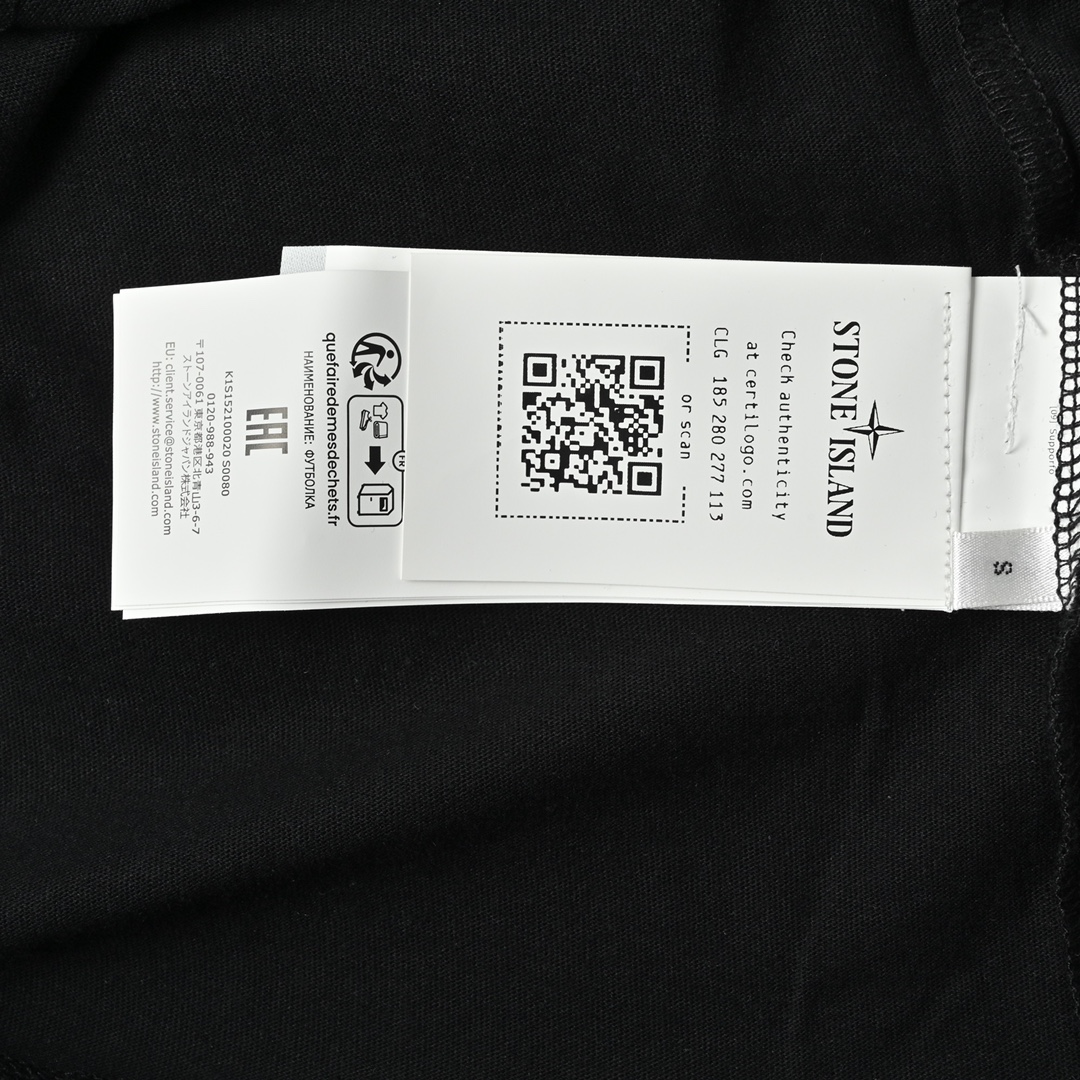 STONE ISLAND
Check authenticity
at certilogo.com
CLG 185 280 277 113
or scan
S
FR
quefairedemesdechets.fr
НАИМЕНОВАНИЕ: ФУТБОЛКА
EAC
K1S152100020 S0080
0120-988-943
〒107-0061 東京都港区北青山3-6-7
ストーンアイランドジャパン株式会社
EU: client.service@stoneisland.com
http://www.stoneisland.com